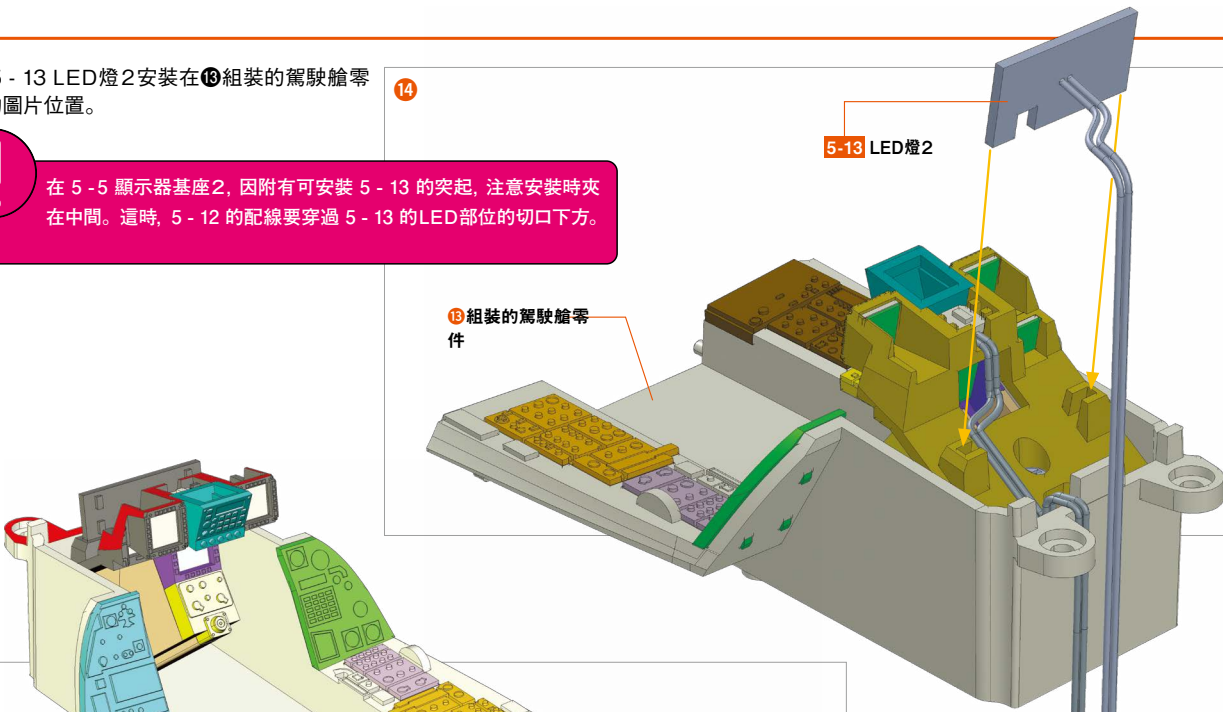 - 13 LED燈2安裝在⓭組裝的駕駛艙零
圖片位置。
在 5 -5 顯示器基座2, 因附有可安裝 5 - 13 的突起, 注意安裝時夾
在中間。這時, 5 - 12 的配線要穿過 5 - 13 的LED部位的切口下方。
⓮
5-13 LED燈2
⓭組裝的駕駛艙零
件